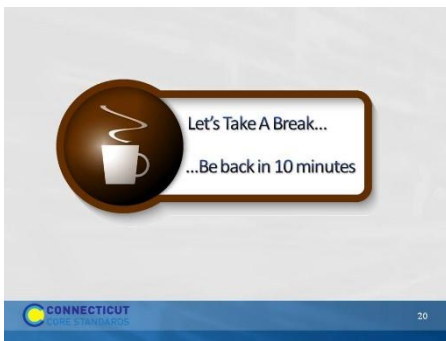 Let's Take A Break...
...Be back in 10 minutes
CONNECTICUT
CORE STANDARDS
20